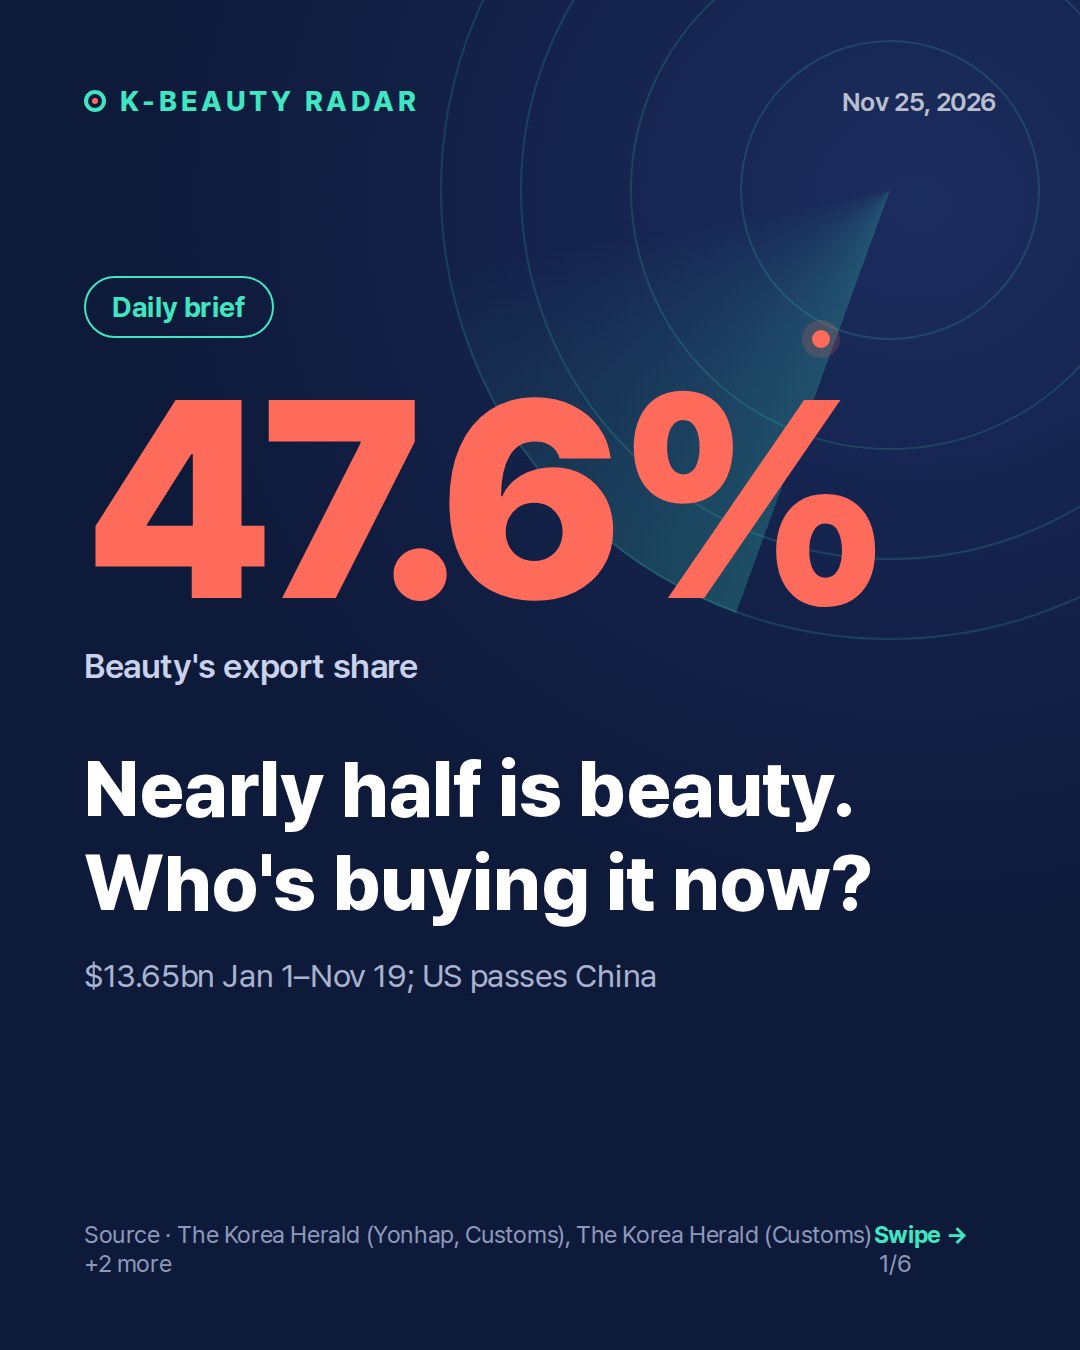 K-BEAUTY RADAR
Nov 25, 2026
Daily brief
47.6%
Beauty's export share
Nearly half is beauty.
Who's buying it now?
$13.65bn Jan 1–Nov 19; US passes China
Source · The Korea Herald (Yonhap, Customs), The Korea Herald (Customs)
+2 more
Swipe →
1/6